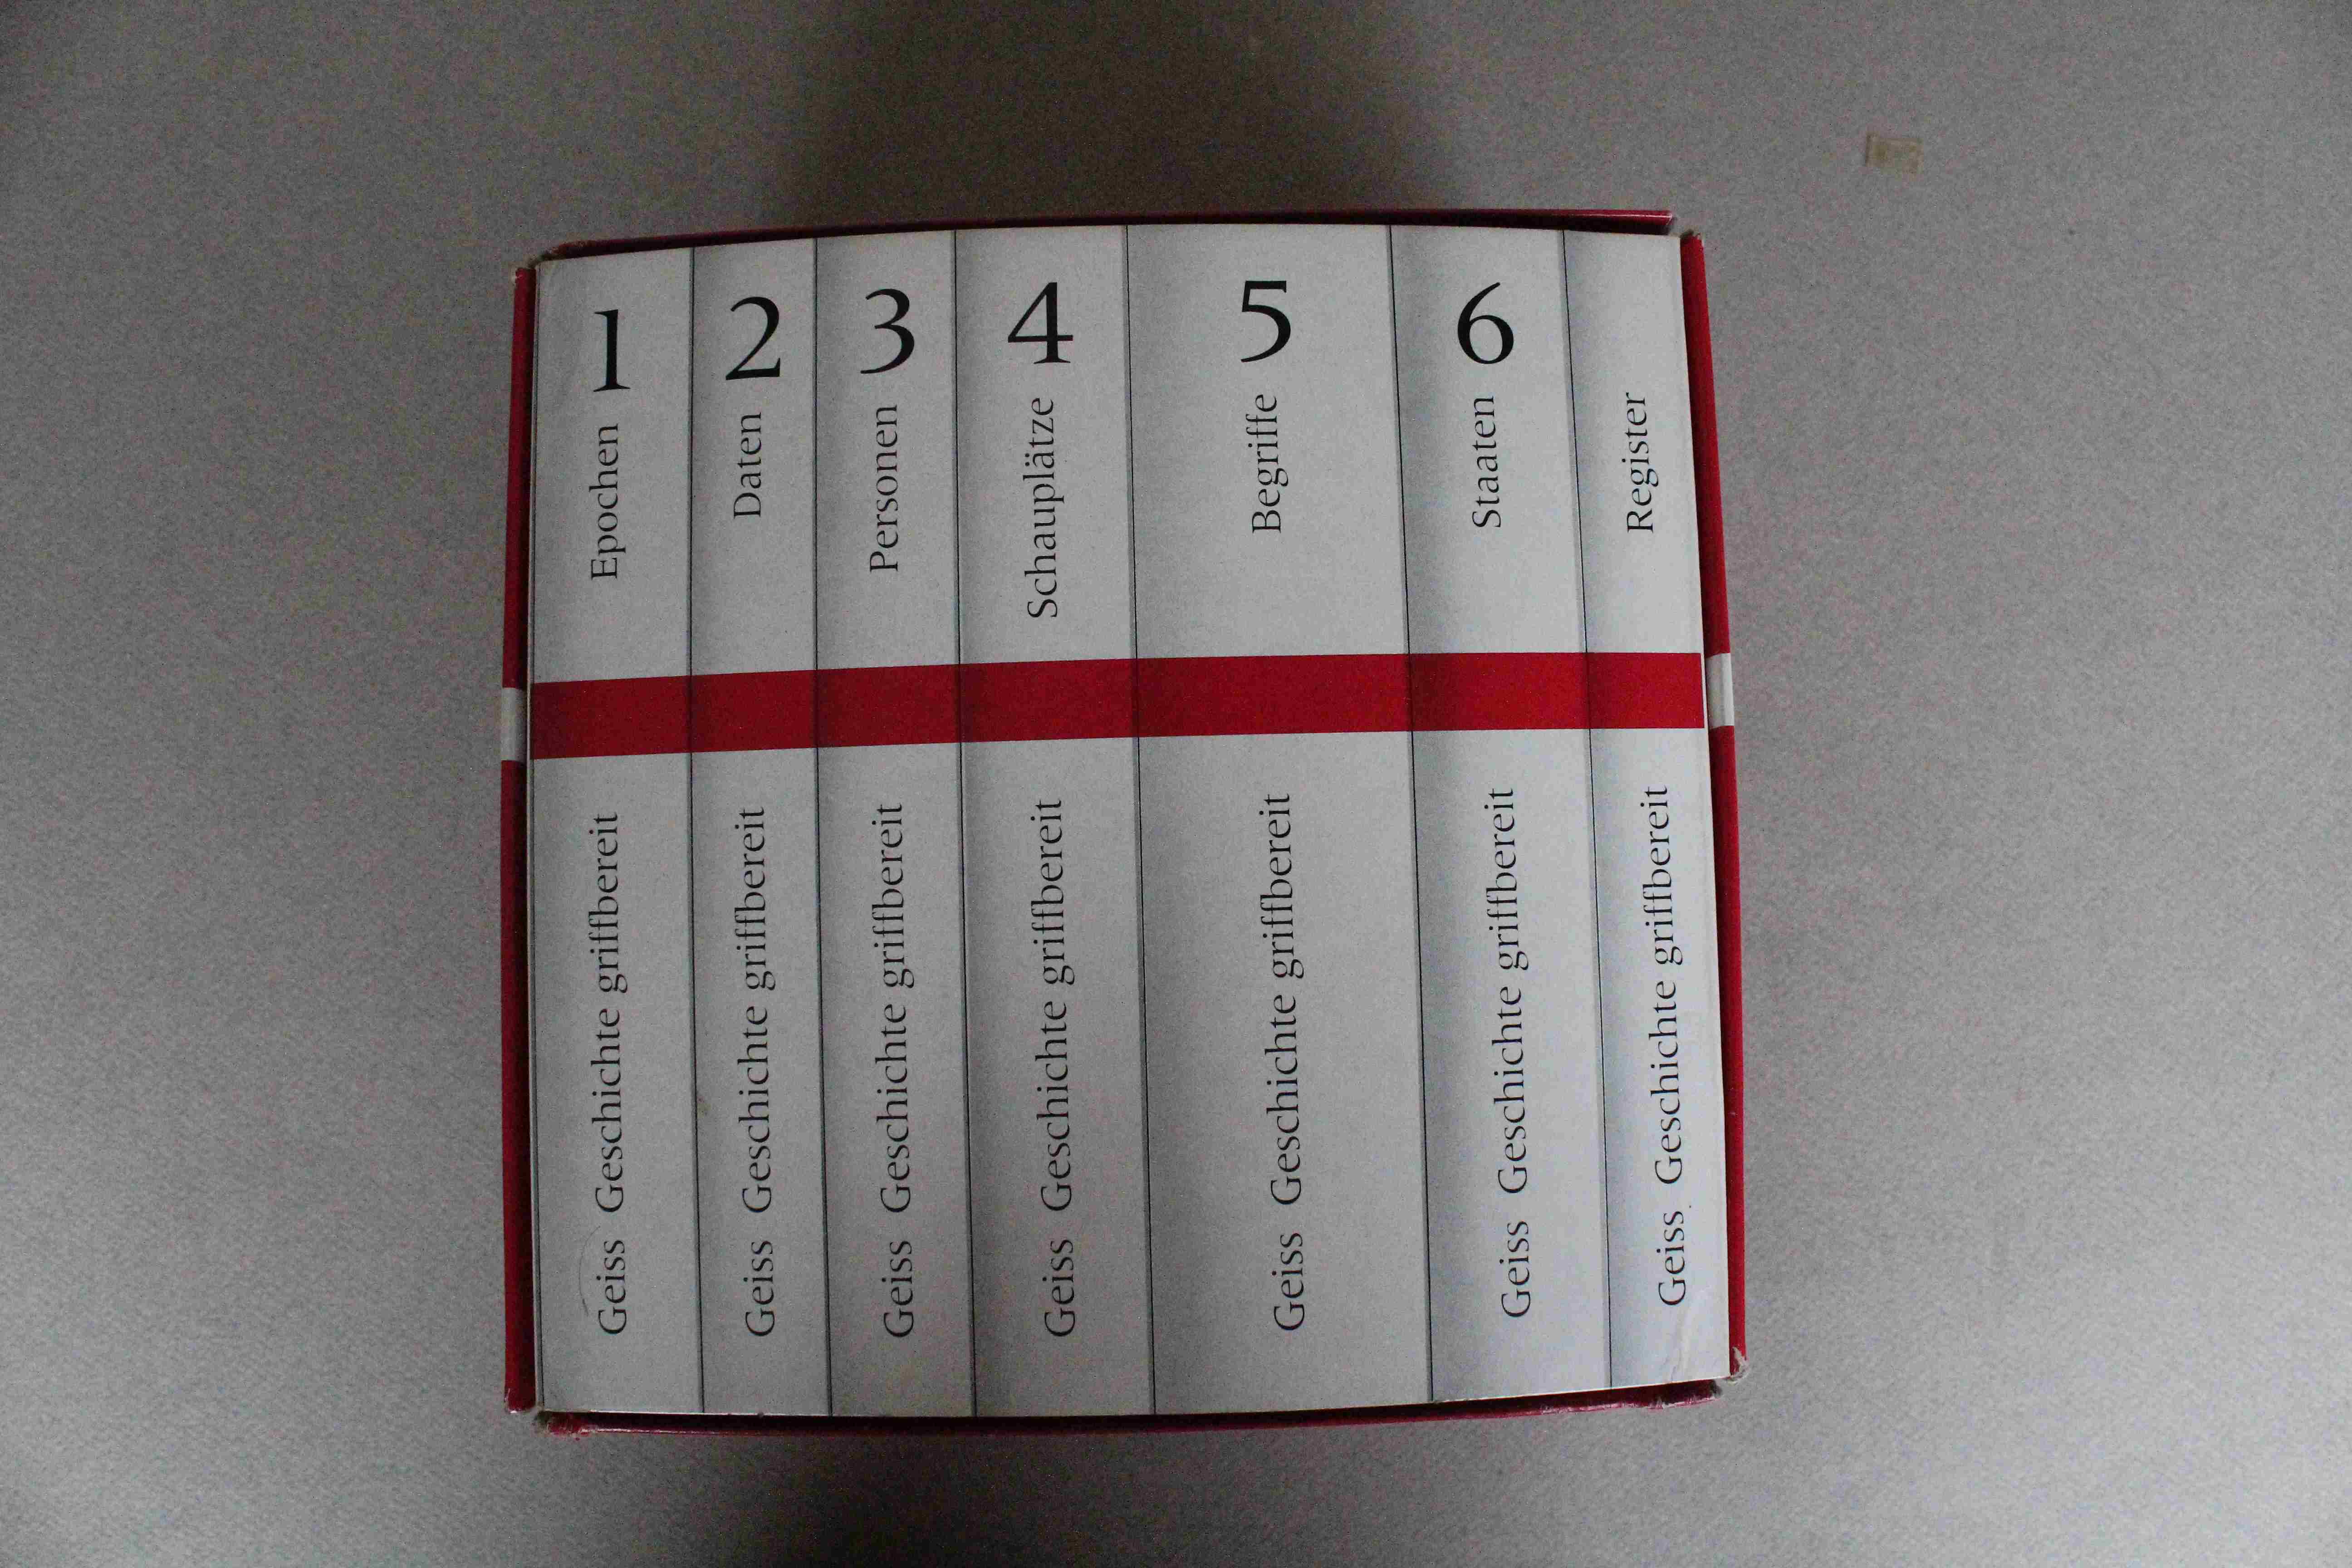 Geiss Geschichte griffbereit Epochen 1
Geiss Geschichte griffbereit Daten 2
Geiss Geschichte griffbereit Personen 3
Geiss Geschichte griffbereit Schauplätze 4
Geiss Geschichte griffbereit Begriffe 5
Geiss Geschichte griffbereit Staaten 6
Geiss Geschichte griffbereit Register